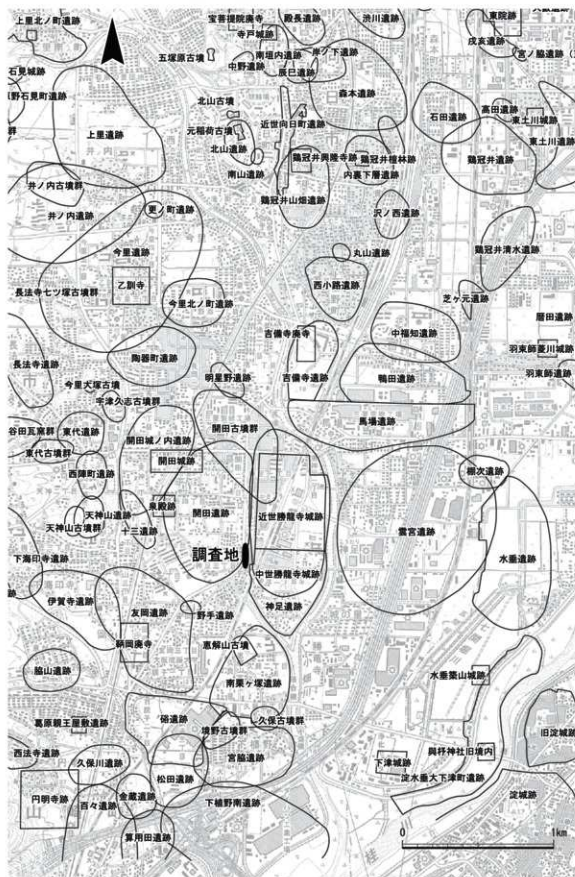 上里北ノ町遺跡
宝菩提院廃寺
殿長遺跡
渋川遺跡
東院跡
寺戸城跡
戌亥遺跡
五塚原古墳
南垣内遺跡
岸ノ下遺跡
石見城跡
中野遺跡
辰巳遺跡
森本遺跡
北山古墳
石田遺跡
高田遺跡
東土川城跡
上里遺跡
元稲荷古墳
近世向日町遺跡
東土川遺跡
北山遺跡
鶏冠井興隆寺跡
鶏冠井檀林跡
鶏冠井遺跡
井ノ内古墳群
南山遺跡
内裏下層遺跡
井ノ内遺跡
更ノ町遺跡
鶏冠井山畑遺跡
沢ノ西遺跡
今里遺跡
丸山遺跡
鶏冠井清水遺跡
長法寺七ツ塚古墳群
乙訓寺
今里北ノ町遺跡
西小路遺跡
芝ヶ元遺跡
吉備寺廃寺
中福知遺跡
暦田遺跡
羽束師菱川城跡
長法寺遺跡
陶器町遺跡
今里大塚古墳
明星野遺跡
吉備寺遺跡
鴨田遺跡
羽束師遺跡
宇津久志古墳群
馬場遺跡
谷田瓦窯群
東代遺跡
開田城ノ内遺跡
開田古墳群
東代古墳群
西陣町遺跡
開田城跡
棚次遺跡
天神山遺跡
泉殿跡
開田遺跡
近世勝龍寺城跡
雲宮遺跡
天神山古墳群
十三遺跡
水垂遺跡
下海印寺遺跡
調査地
中世勝龍寺城跡
伊賀寺遺跡
友岡遺跡
野手遺跡
神足遺跡
鞆岡廃寺
恵解山古墳
脇山遺跡
南栗ヶ塚遺跡
水垂築山城跡
葛原親王屋敷遺跡
硲遺跡
久保古墳群
境野古墳群
與杼神社旧境内
旧淀城跡
西法寺遺跡
久保川遺跡
宮脇遺跡
下津城跡
淀水垂大下津町遺跡
円明寺跡
松田遺跡
金蔵遺跡
百々遺跡
下植野南遺跡
淀城跡
算用田遺跡
0
1km